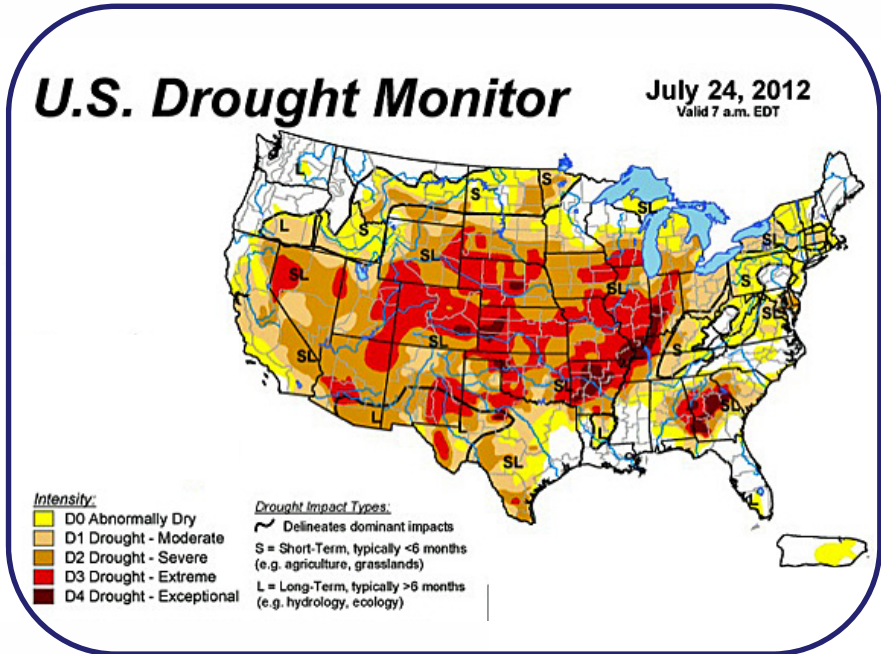 U.S. Drought Monitor
July 24, 2012
Valid 7 a.m. EDT
L
S
S
SL
L
S
SL
SL
SL
SL
S
SL
SL
SL
S
SL
SL
L
L
SL
SL
L
Intensity:
D0 Abnormally Dry
D1 Drought - Moderate
D2 Drought - Severe
D3 Drought - Extreme
D4 Drought - Exceptional
Drought Impact Types:
Delineates dominant impacts
S = Short-Term, typically <6 months
(e.g. agriculture, grasslands)
L = Long-Term, typically >6 months
(e.g. hydrology, ecology)